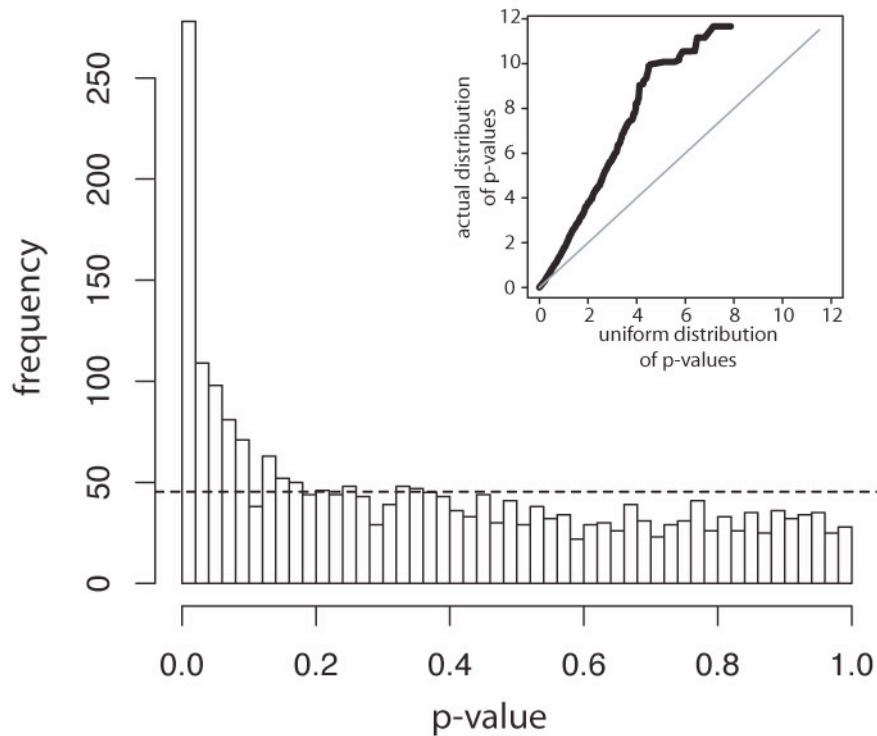 250
200
150
100
50
0
frequency
0.0 0.2 0.4 0.6 0.8 1.0
p-value
12
10
8
6
4
2
0
actual distribution
of p-values
0 2 4 6 8 10 12
uniform distribution
of p-values